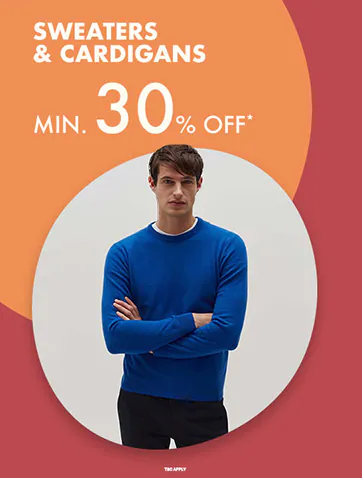 SWEATERS
& CARDIGANS
MIN. 30% OFF*
T&C APPLY